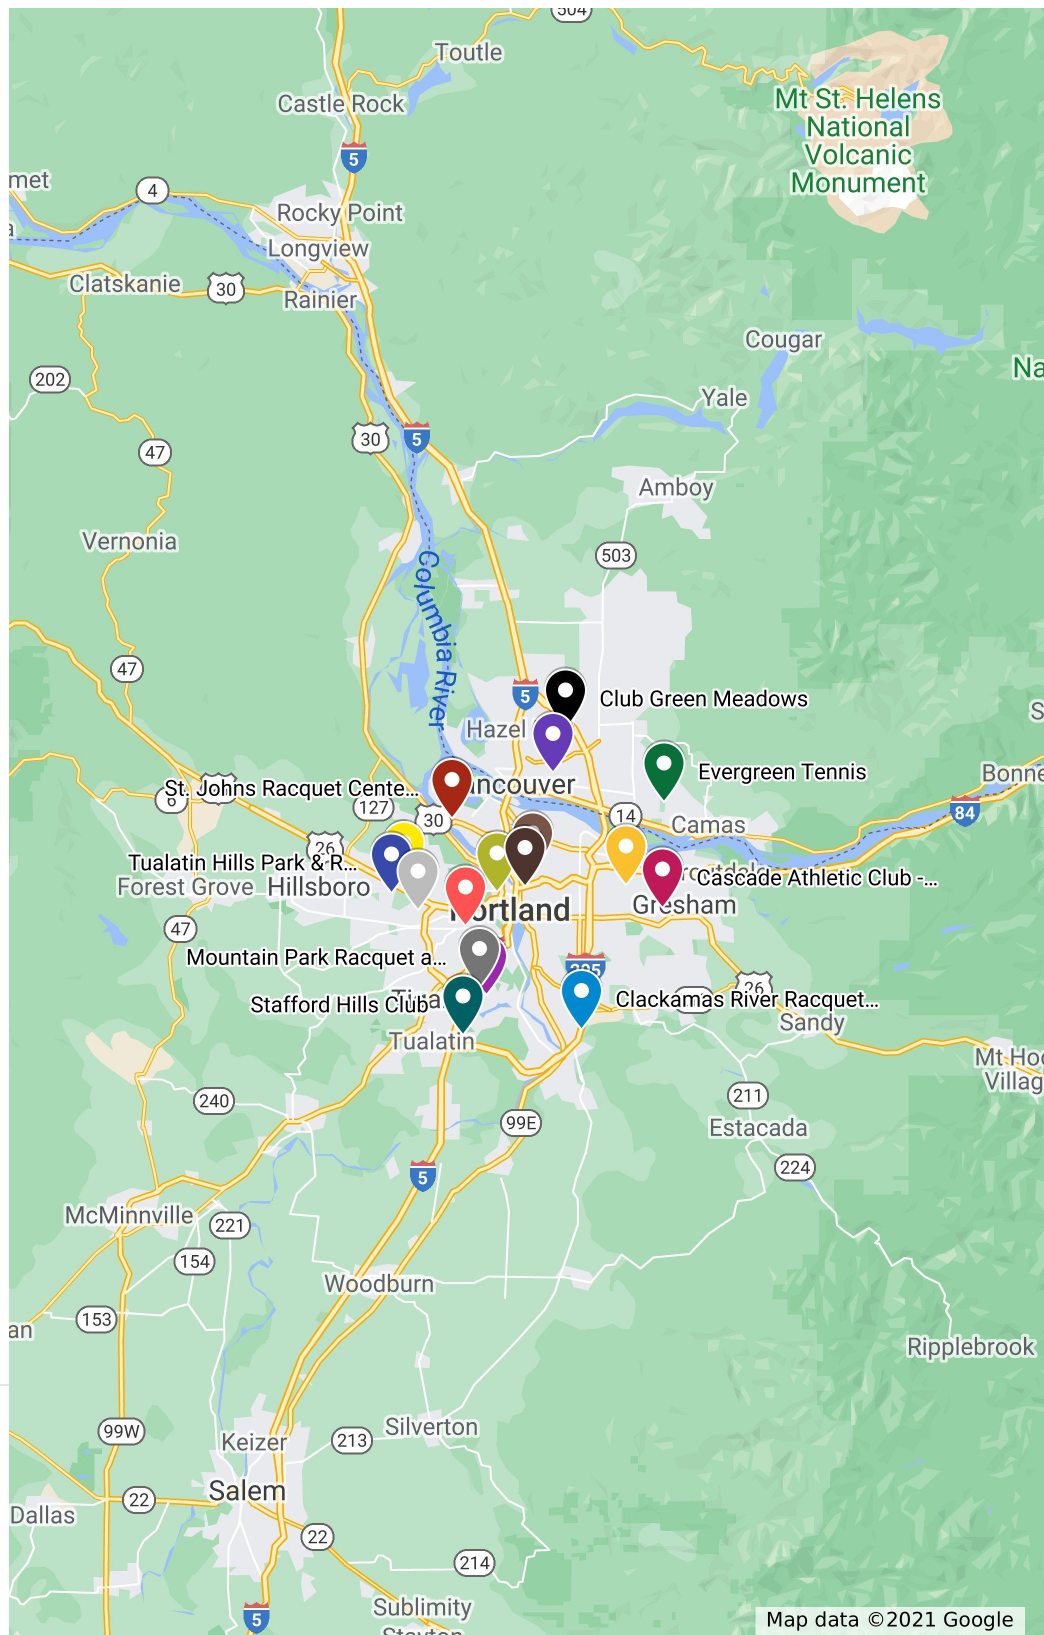 504
Toutle
Castle Rock
Mt St. Helens
National
Volcanic
Monument
5
met
4
Rocky Point
Longview
Clatskanie
30
Rainier
Cougar
Na
202
Yale
30
5
47
Amboy
Vernonia
503
Columbia River
47
5
Club Green Meadows
Hazel
Evergreen Tennis
Bonne
St. Johns Racquet Cente...
ncouver
6
127
30
14
84
Camas
26
Tualatin Hills Park & R...
Forest Grove
Hillsboro
Cascade Athletic Club -...
ortland
Gresham
47
Mountain Park Racquet a...
26
Stafford Hills Club
Clackamas River Racquet...
Sandy
Tualatin
Mt Hoo
Villag
240
211
99E
Estacada
224
5
McMinnville
221
154
Woodburn
153
an
Ripplebrook
99W
Silverton
Keizer
213
Salem
22
Dallas
22
214
Sublimity
Stayton
5
Map data ©2021 Google